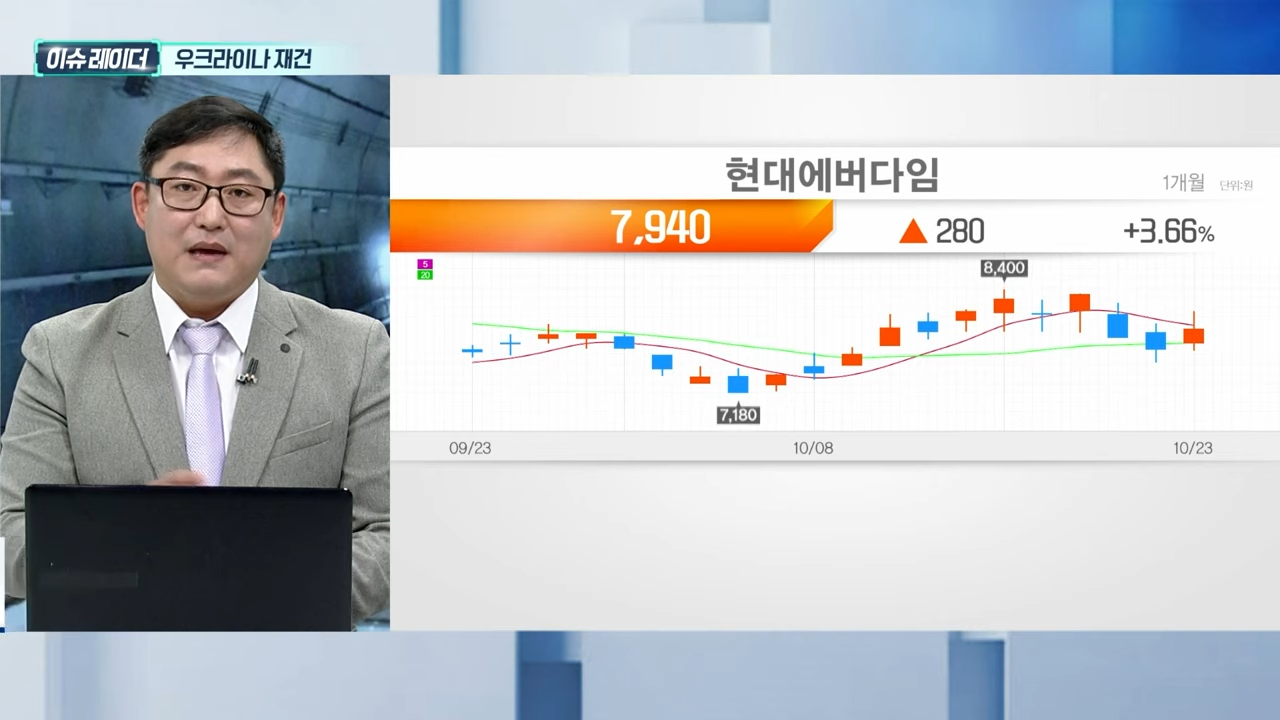 이슈 레이더 우크라이나 재건
현대에버다임
1개월 단위:원
7,940 ▲ 280 +3.66%
5
20
8,400
7,180
09/23 10/08 10/23